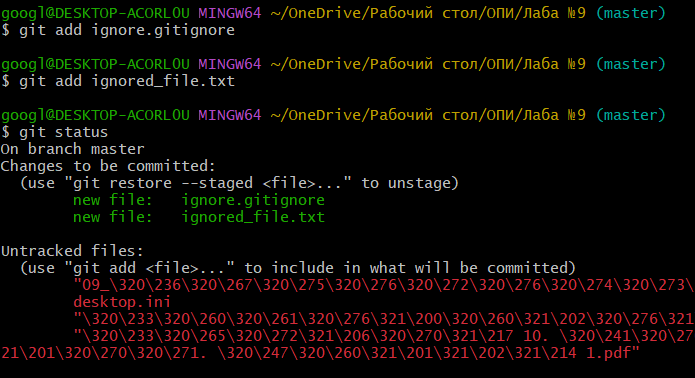 googl@DESKTOP-ACORL0U MINGW64 ~/OneDrive/Рабочий стол/ОПИ/Лаба №9 (master)
$ git add ignore.gitignore
googl@DESKTOP-ACORL0U MINGW64 ~/OneDrive/Рабочий стол/ОПИ/Лаба №9 (master)
$ git add ignored_file.txt
googl@DESKTOP-ACORL0U MINGW64 ~/OneDrive/Рабочий стол/ОПИ/Лаба №9 (master)
$ git status
On branch master
Changes to be committed:
(use "git restore --staged <file>..." to unstage)
new file:   ignore.gitignore
new file:   ignored_file.txt
Untracked files:
(use "git add <file>..." to include in what will be committed)
"09_\320\236\320\267\320\275\320\276\320\272\320\276\320\274\320\273\
desktop.ini
"\320\233\320\260\320\261\320\276\321\200\320\260\321\202\320\276\321
"\320\233\320\265\320\272\321\206\320\270\321\217 10. \320\241\320\27
21\201\320\270\320\271. \320\247\320\260\321\201\321\202\321\214 1.pdf"